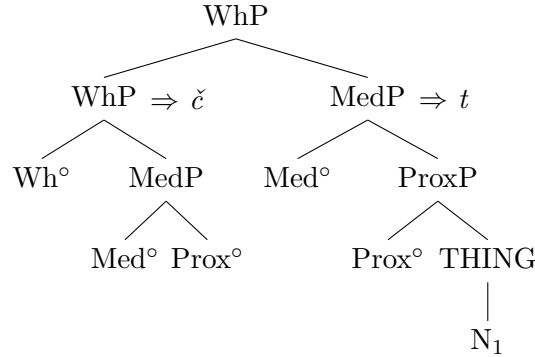 WhP
WhP ⇒ č MedP ⇒ t
Wh° MedP Med° ProxP
Med° Prox° Prox° THING
N₁